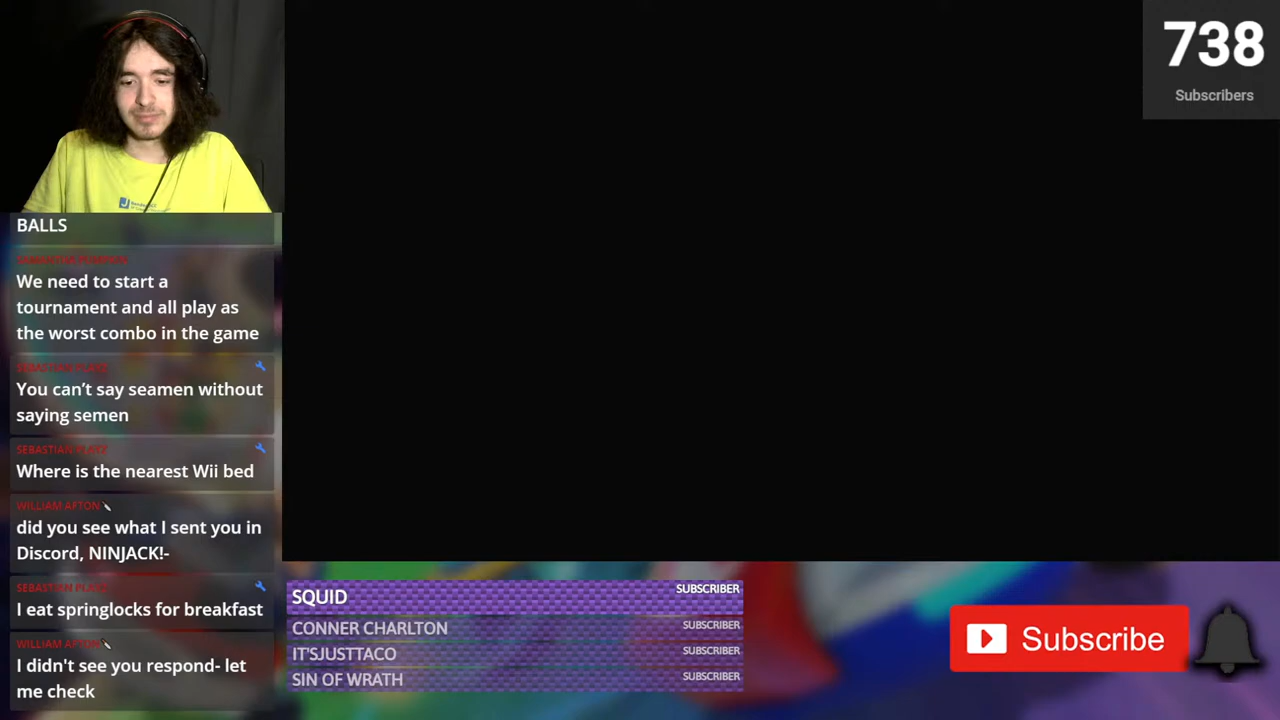 738
Subscribers
BALLS
We need to start a
tournament and all play as
the worst combo in the game
You can't say seamen without
saying semen
Where is the nearest Wii bed
WILLIAM AFTON
did you see what I sent you in
Discord, NINJACK!-
I eat springlocks for breakfast
WILLIAM AFTON
I didn't see you respond- let
me check
SQUID SUBSCRIBER
CONNER CHARLTON SUBSCRIBER
IT'SJUSTTACO SUBSCRIBER
SIN OF WRATH SUBSCRIBER
Subscribe